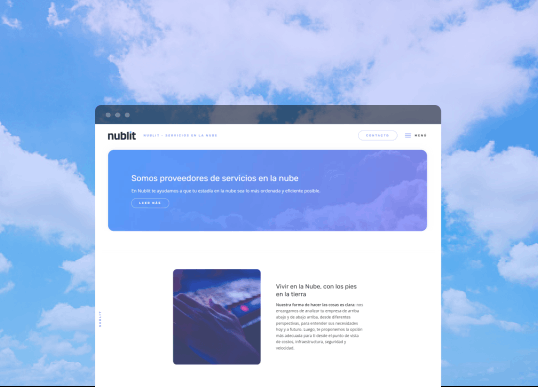 nublit NUBLIT - SERVICIOS EN LA NUBE CONTACTO MENÚ
Somos proveedores de servicios en la nube
En Nublit te ayudamos a que tu estadía en la nube sea lo más ordenada y eficiente posible.
LEER MÁS
Vivir en la Nube, con los pies
en la tierra
Nuestra forma de hacer las cosas es clara: nos
encargamos de analizar tu empresa de arriba
abajo y de abajo arriba, desde diferentes
perspectivas, para entender sus necesidades
hoy y a futuro. Luego, te proponemos la opción
más adecuada para ti desde el punto de vista
de costos, infraestructura, seguridad y
velocidad.
NUBLIT